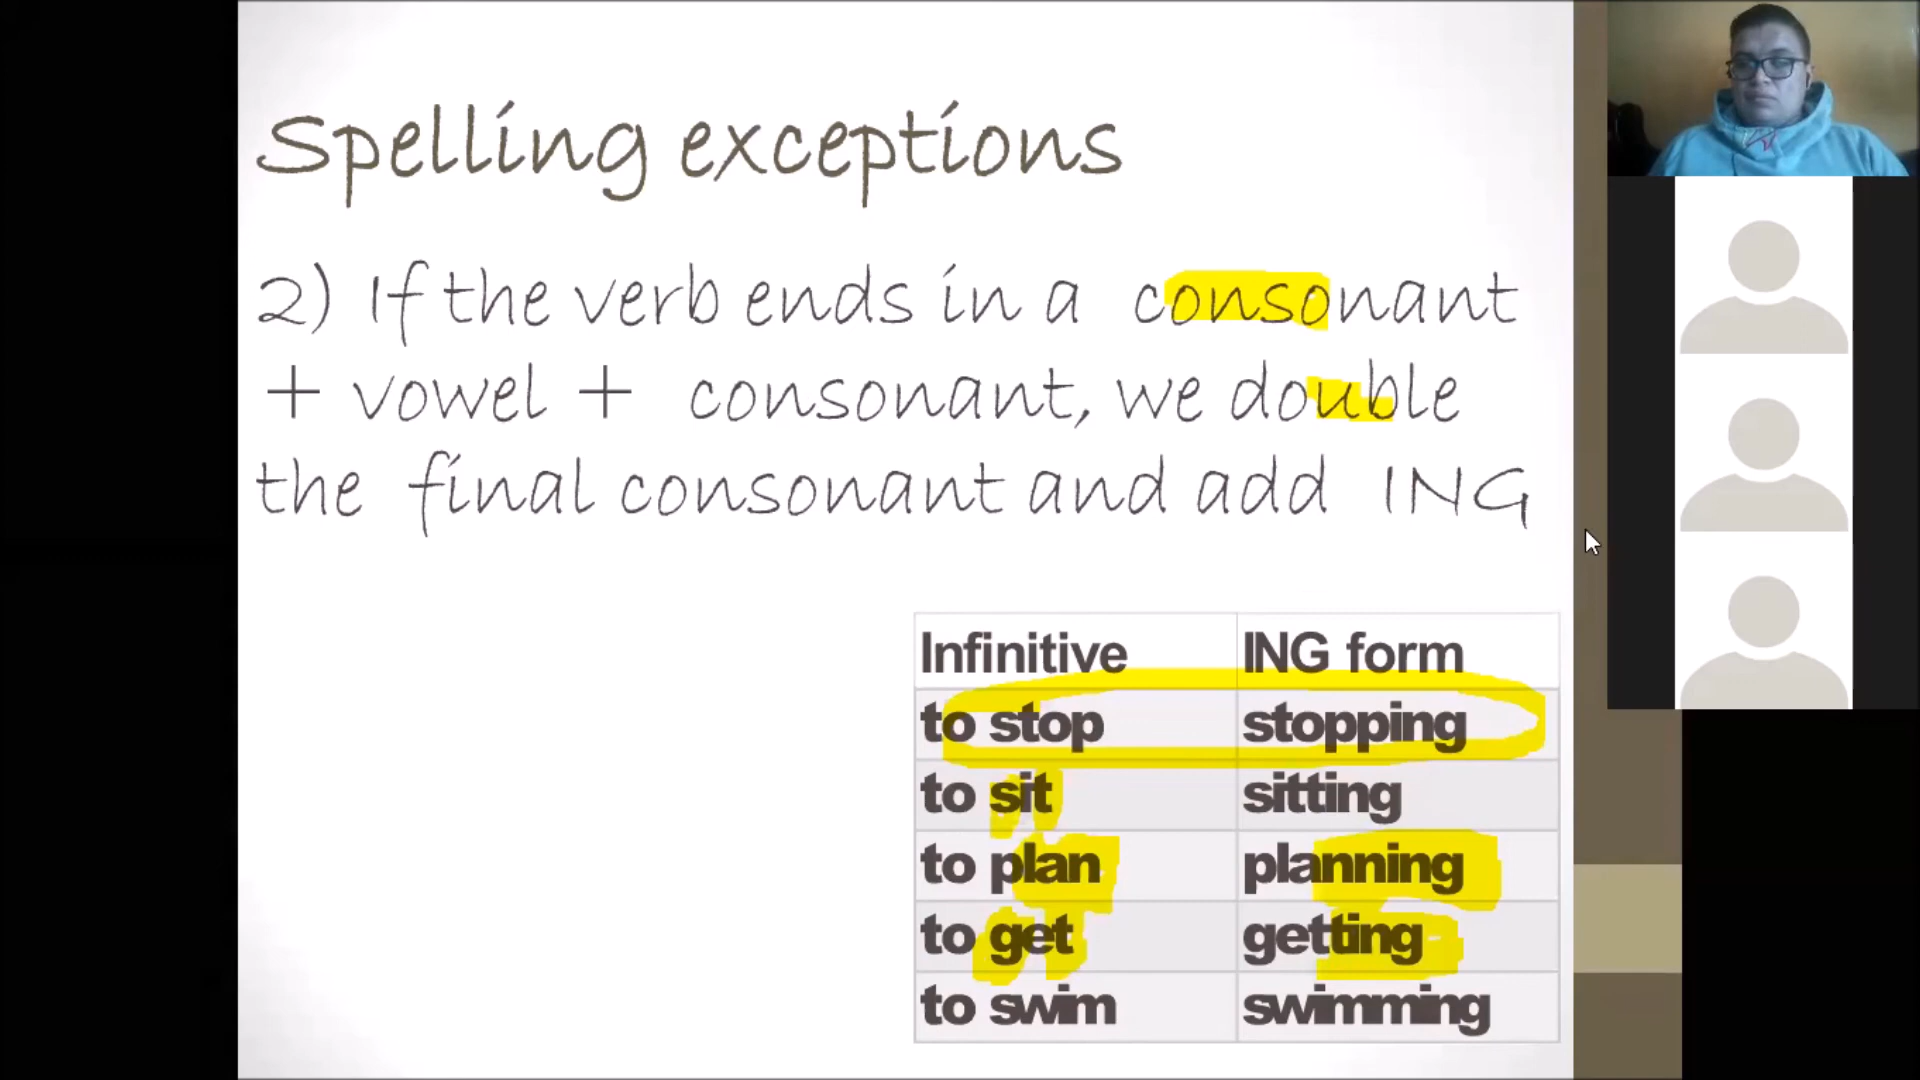 Spelling exceptions
2) If the verb ends in a consonant
+ vowel + consonant, we double
the final consonant and add ING
Infinitive ING form
to stop stopping
to sit sitting
to plan planning
to get getting
to swim swimming